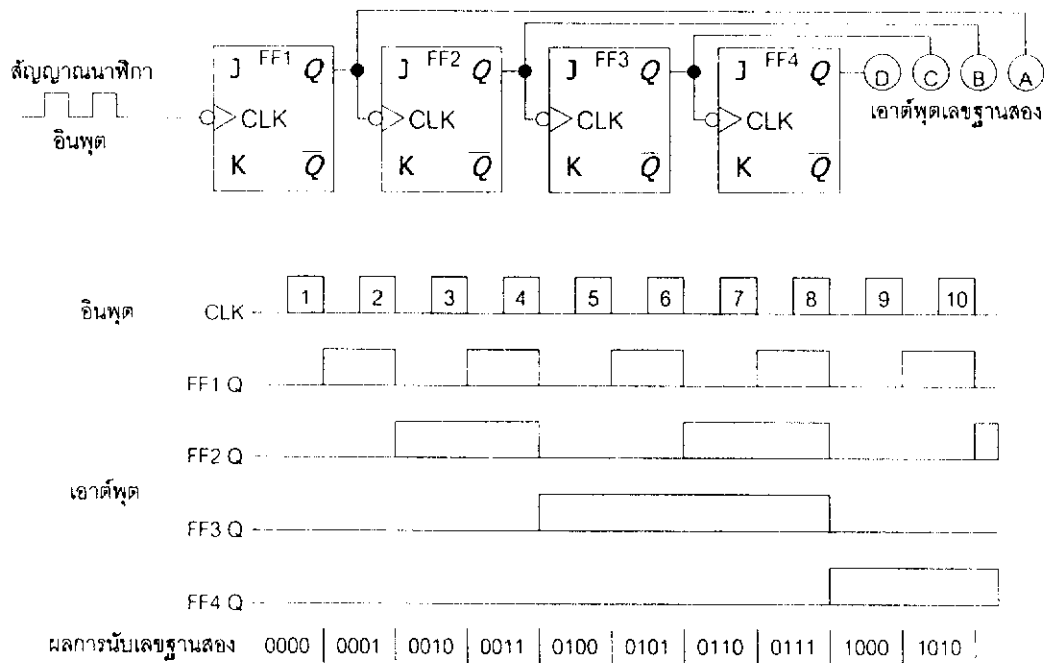 J FF1 Q
J FF2 Q
J FF3 Q
J FF4 Q
D C B A
สัญญาณนาฬิกา
CLK
CLK
CLK
CLK
เอาต์พุตเลขฐานสอง
อินพุต
K Q
K Q
K Q
K Q
อินพุต CLK 1 2 3 4 5 6 7 8 9 10
FF1 Q
FF2 Q
เอาต์พุต
FF3 Q
FF4 Q
ผลการนับเลขฐานสอง 0000 0001 0010 0011 0100 0101 0110 0111 1000 1010